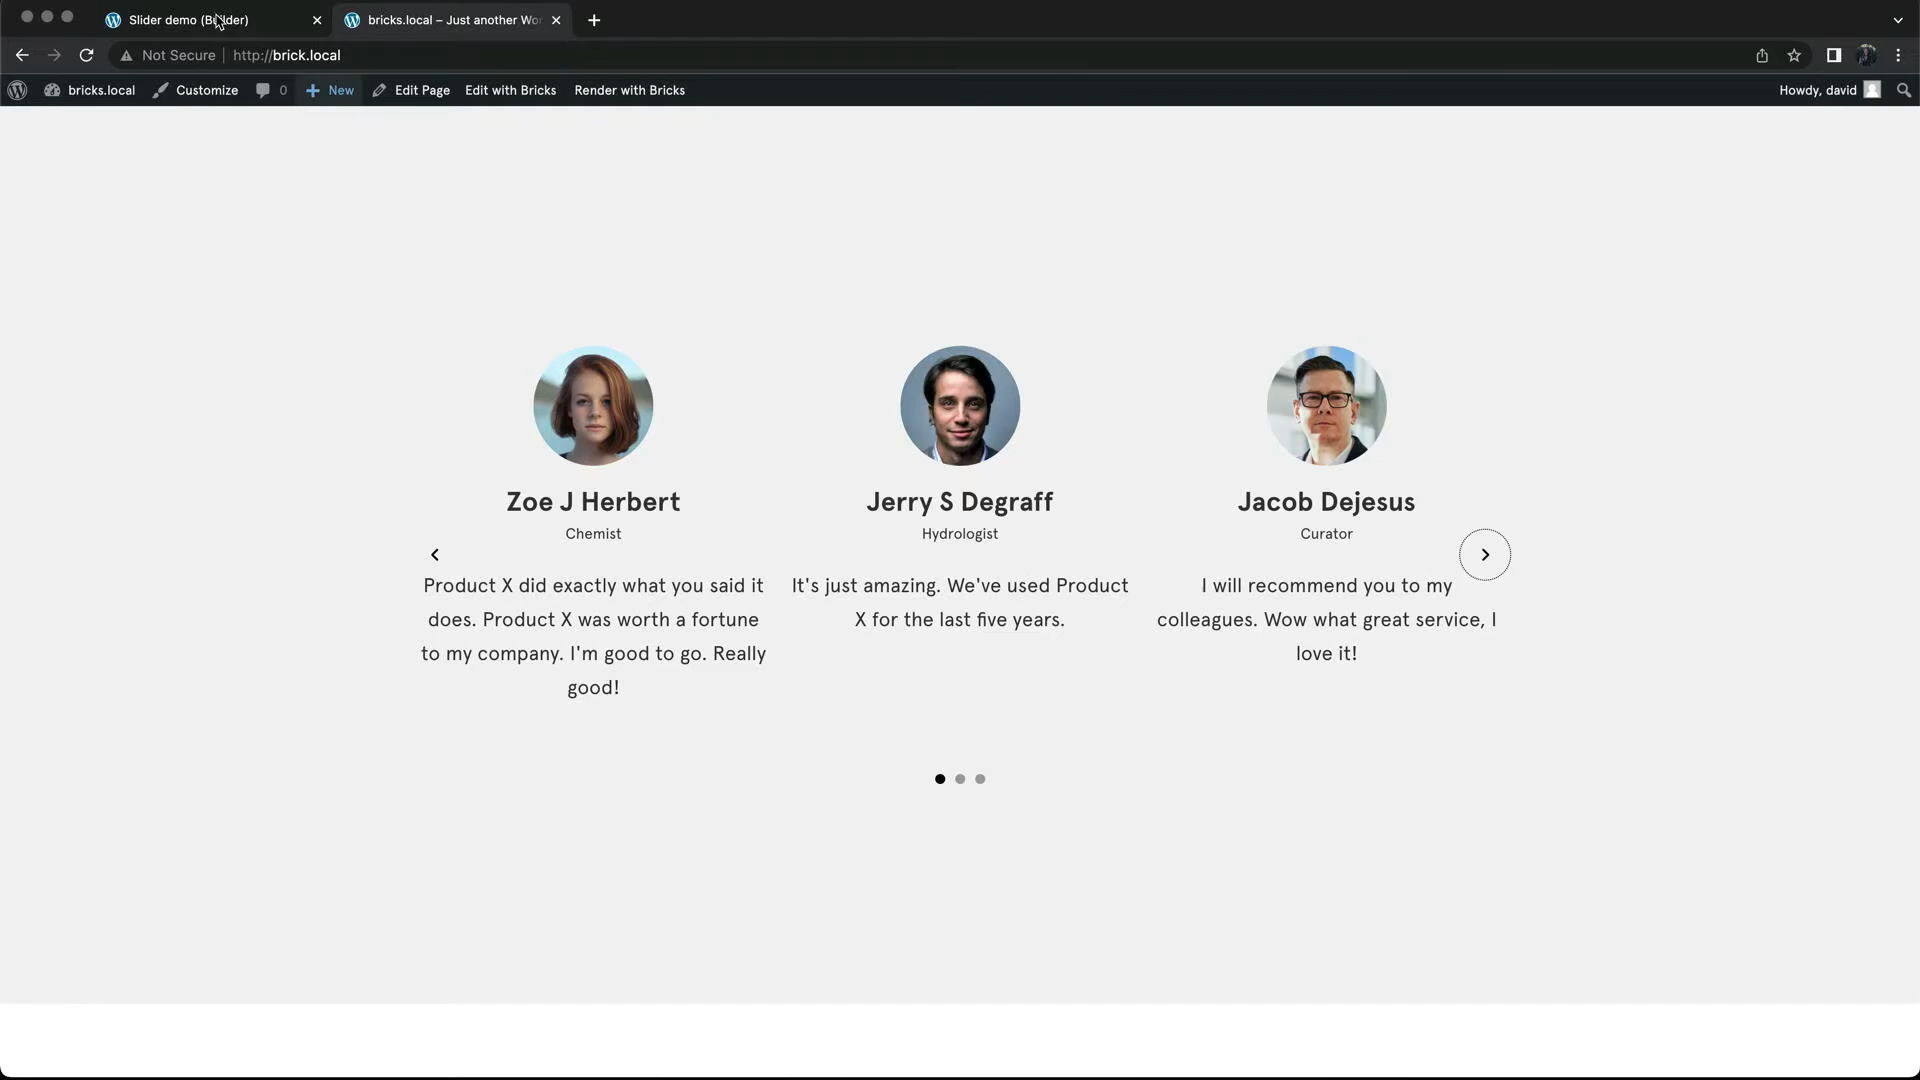 Slider demo (Builder)
bricks.local – Just another Wor
Not Secure
http://brick.local
bricks.local
Customize
0
New
Edit Page
Edit with Bricks
Render with Bricks
Howdy, david
Zoe J Herbert
Chemist
Product X did exactly what you said it
does. Product X was worth a fortune
to my company. I'm good to go. Really
good!
Jerry S Degraff
Hydrologist
It's just amazing. We've used Product
X for the last five years.
Jacob Dejesus
Curator
I will recommend you to my
colleagues. Wow what great service, I
love it!